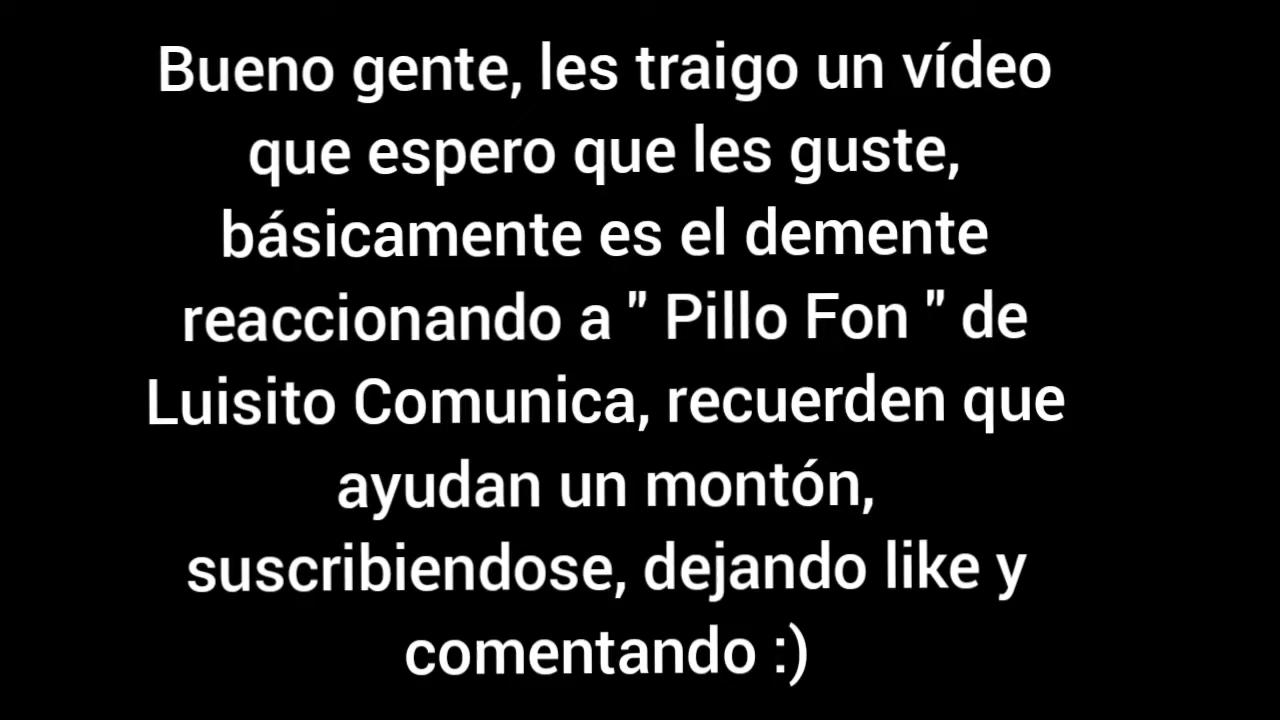 Bueno gente, les traigo un vídeo
que espero que les guste,
básicamente es el demente
reaccionando a " Pillo Fon " de
Luisito Comunica, recuerden que
ayudan un montón,
suscribiendose, dejando like y
comentando :)